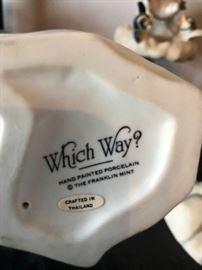 Which Way?
HAND PAINTED PORCELAIN
© THE FRANKLIN MINT
CRAFTED IN
THAILAND